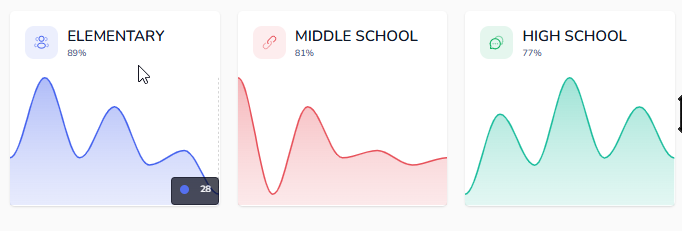 ELEMENTARY
89%
MIDDLE SCHOOL
81%
HIGH SCHOOL
77%
28